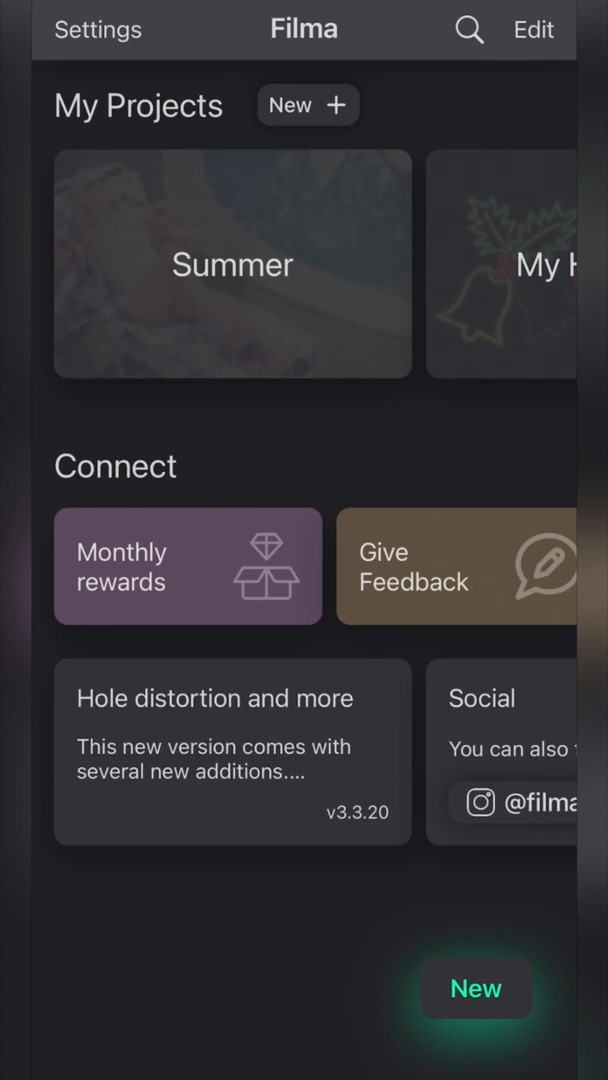 Settings
Filma
Edit
My Projects
New +
Summer
My H
Connect
Monthly
rewards
Give
Feedback
Hole distortion and more
This new version comes with
several new additions....
v3.3.20
Social
You can also
@filma
New